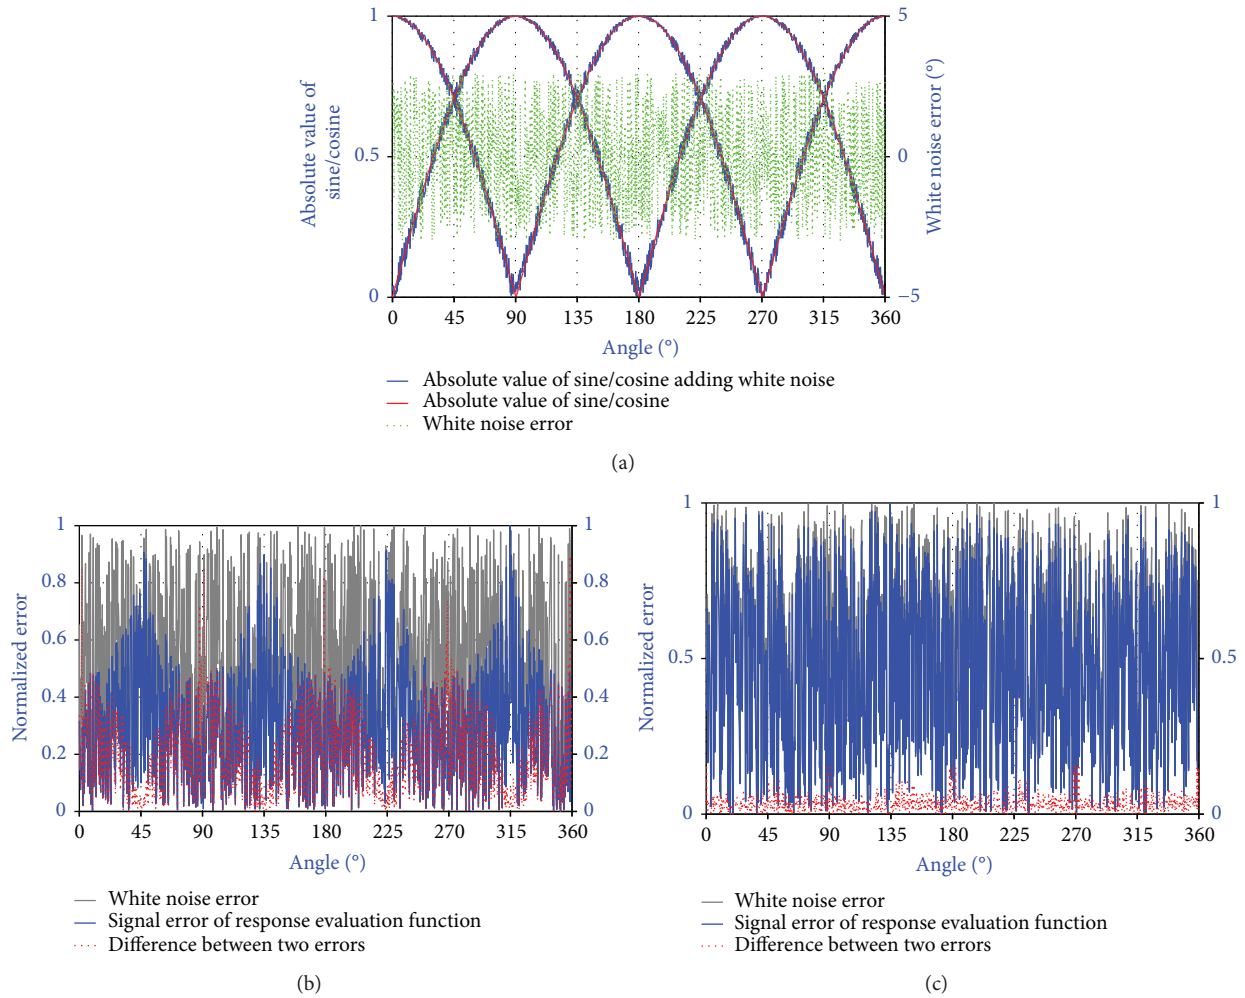 1
0.5
0
Absolute value of
sine/cosine
5
0
−5
White noise error (°)
0 45 90 135 180 225 270 315 360
Angle (°)
Absolute value of sine/cosine adding white noise
Absolute value of sine/cosine
White noise error
(a)
1
0.8
0.6
0.4
0.2
0
Normalized error
1
0.8
0.6
0.4
0.2
0
0 45 90 135 180 225 270 315 360
Angle (°)
White noise error
Signal error of response evaluation function
Difference between two errors
(b)
1
0.5
0
Normalized error
1
0.5
0
0 45 90 135 180 225 270 315 360
Angle (°)
White noise error
Signal error of response evaluation function
Difference between two errors
(c)